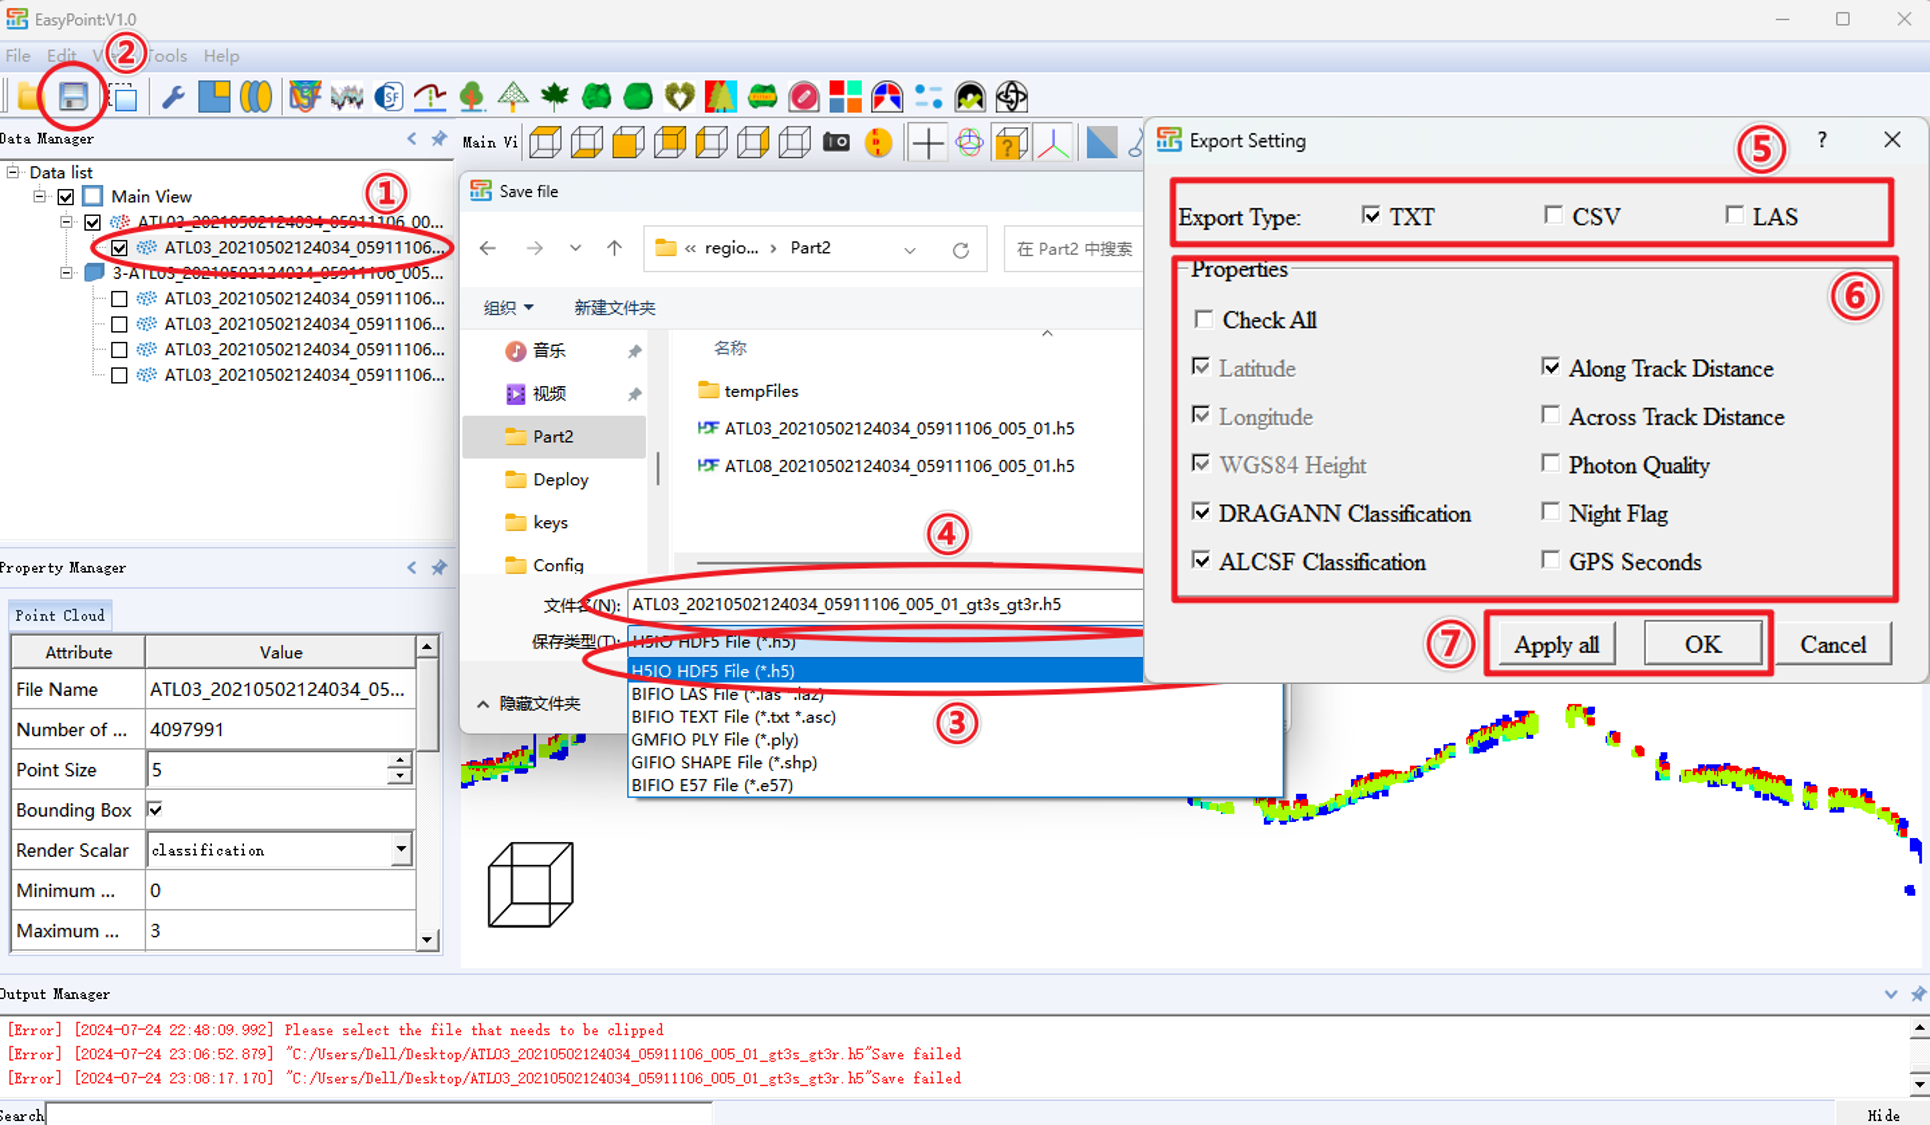 EasyPoint:V1.0
File Edit Tools Help
②
Data Manager
Data list
Main View
①
ATL03_20210502124034_05911106_00...
ATL03_20210502124034_05911106...
3-ATL03_20210502124034_05911106_005...
ATL03_20210502124034_05911106...
ATL03_20210502124034_05911106...
ATL03_20210502124034_05911106...
ATL03_20210502124034_05911106...
Property Manager
Point Cloud
Attribute Value
File Name ATL03_20210502124034_05...
Number of ... 4097991
Point Size 5
Bounding Box
Render Scalar classification
Minimum ... 0
Maximum ... 3
Main Vi
Save file
« regio... › Part2
在 Part2 中搜索
组织 新建文件夹
音乐
视频
Part2
Deploy
keys
Config
名称
tempFiles
HDF ATL03_20210502124034_05911106_005_01.h5
HDF ATL08_20210502124034_05911106_005_01.h5
④
文件名(N): ATL03_20210502124034_05911106_005_01_gt3s_gt3r.h5
保存类型(T): H5IO HDF5 File (*.h5)
H5IO HDF5 File (*.h5)
BIFIO LAS File (*.las *.laz)
BIFIO TEXT File (*.txt *.asc)
GMFIO PLY File (*.ply)
GIFIO SHAPE File (*.shp)
BIFIO E57 File (*.e57)
③
隐藏文件夹
Export Setting ?
⑤
Export Type: TXT CSV LAS
Properties
⑥
Check All
Latitude Along Track Distance
Longitude Across Track Distance
WGS84 Height Photon Quality
DRAGANN Classification Night Flag
ALCSF Classification GPS Seconds
⑦ Apply all OK Cancel
Output Manager
[Error] [2024-07-24 22:48:09.992] Please select the file that needs to be clipped
[Error] [2024-07-24 23:06:52.879] "C:/Users/Dell/Desktop/ATL03_20210502124034_05911106_005_01_gt3s_gt3r.h5"Save failed
[Error] [2024-07-24 23:08:17.170] "C:/Users/Dell/Desktop/ATL03_20210502124034_05911106_005_01_gt3s_gt3r.h5"Save failed
Search Hide